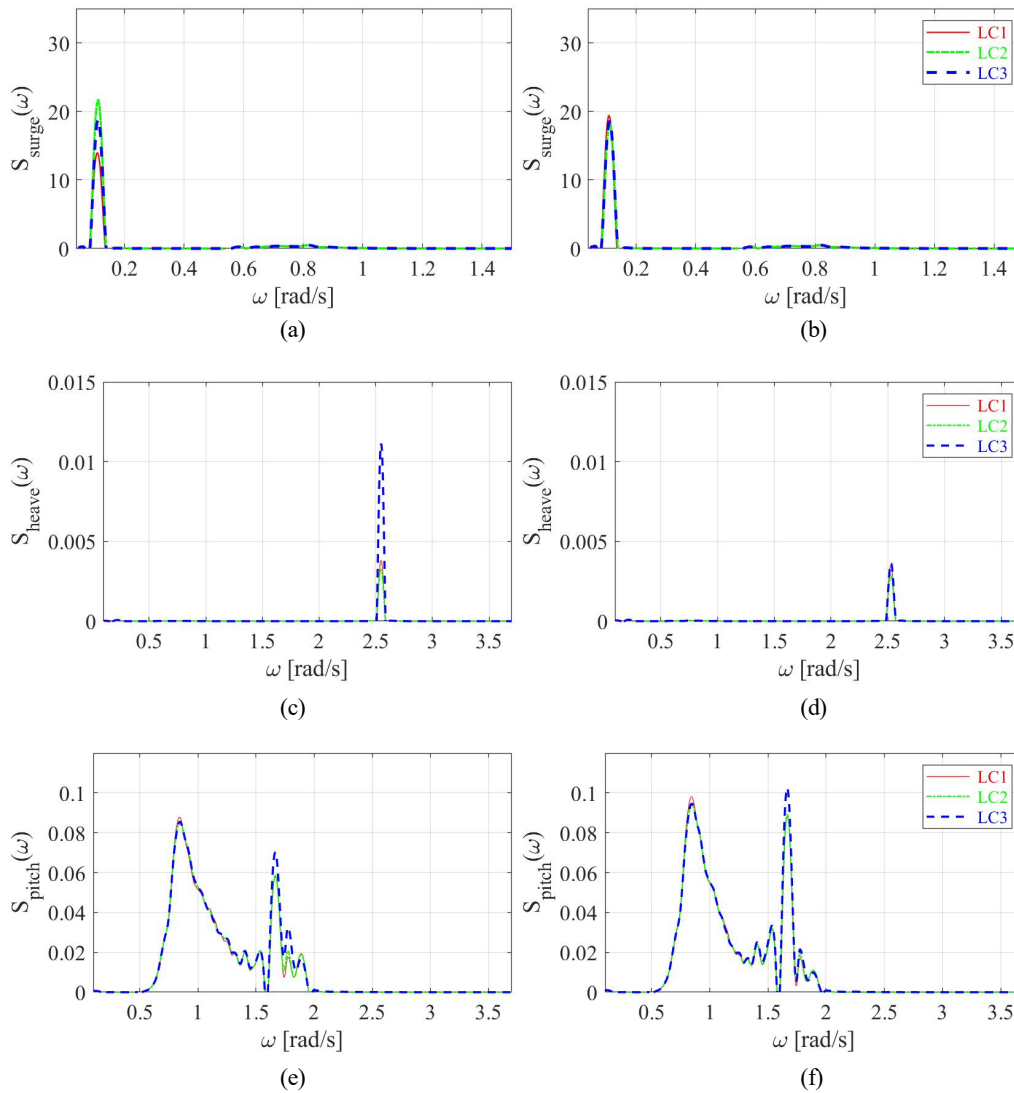 S_surge(ω)
30
20
10
0
0.2 0.4 0.6 0.8 1 1.2 1.4
ω [rad/s]
(a)
S_surge(ω)
30
20
10
0
0.2 0.4 0.6 0.8 1 1.2 1.4
ω [rad/s]
LC1
LC2
LC3
(b)
S_heave(ω)
0.015
0.01
0.005
0
0.5 1 1.5 2 2.5 3 3.5
ω [rad/s]
(c)
S_heave(ω)
0.015
0.01
0.005
0
0.5 1 1.5 2 2.5 3 3.5
ω [rad/s]
LC1
LC2
LC3
(d)
S_pitch(ω)
0.1
0.08
0.06
0.04
0.02
0
0.5 1 1.5 2 2.5 3 3.5
ω [rad/s]
(e)
S_pitch(ω)
0.1
0.08
0.06
0.04
0.02
0
0.5 1 1.5 2 2.5 3 3.5
ω [rad/s]
LC1
LC2
LC3
(f)